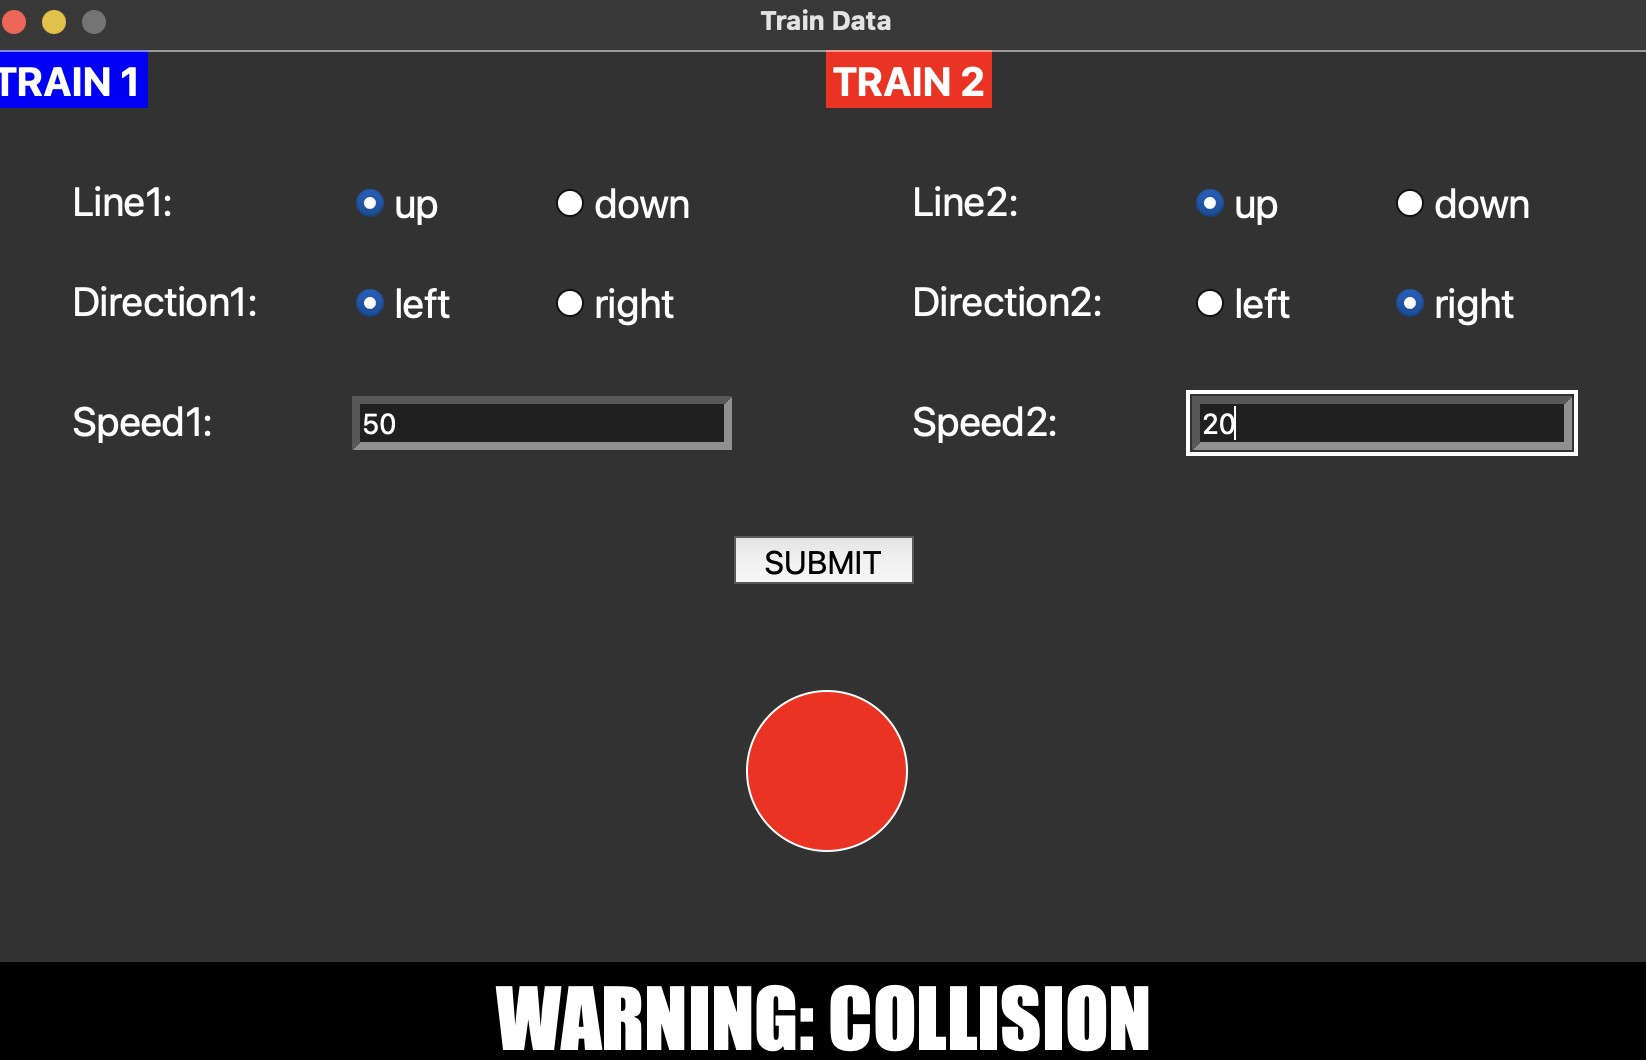 Train Data
TRAIN 1 TRAIN 2
Line1: up down Line2: up down
Direction1: left right Direction2: left right
Speed1: 50 Speed2: 20
SUBMIT
WARNING: COLLISION